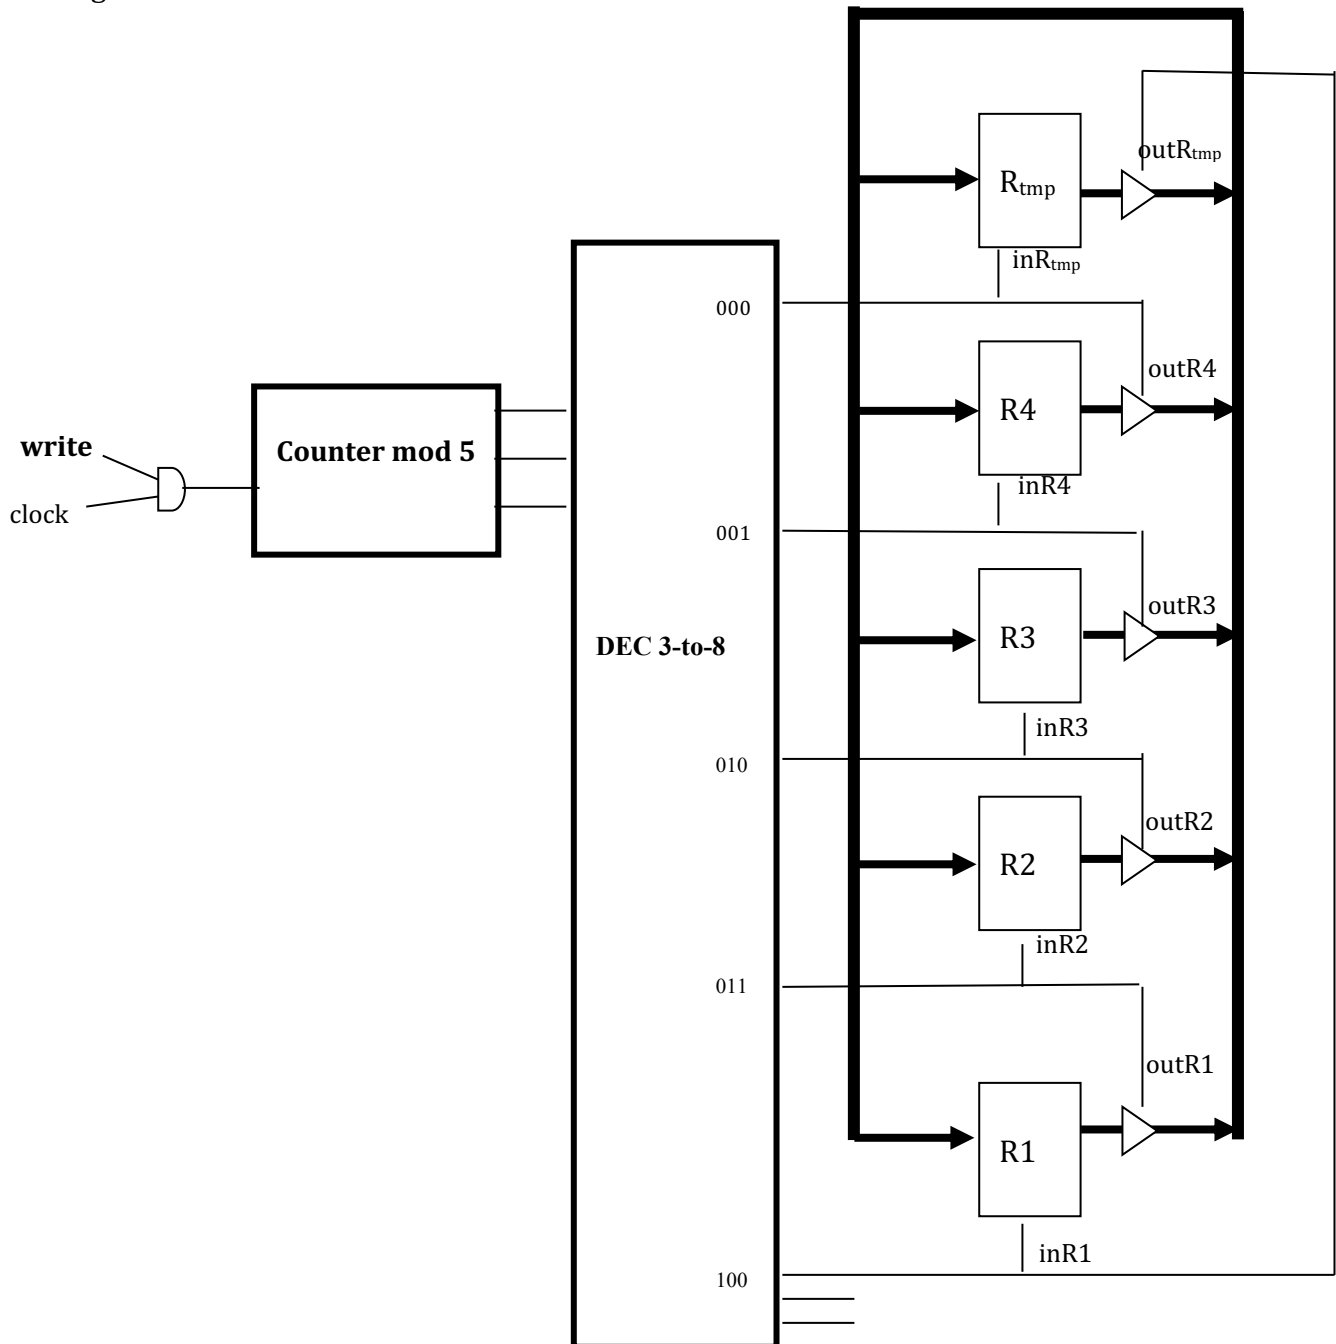 outRtmp
Rtmp
inRtmp
000
outR4
R4
inR4
write
Counter mod 5
clock
001
outR3
R3
DEC 3-to-8
inR3
010
outR2
R2
inR2
011
outR1
R1
inR1
100